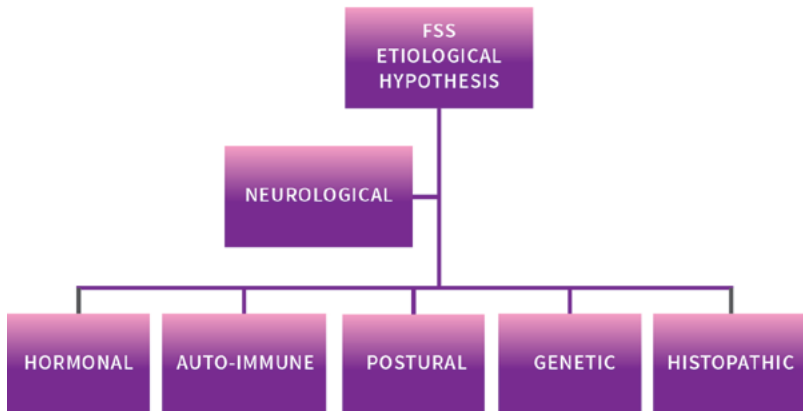 FSS
ETIOLOGICAL
HYPOTHESIS
NEUROLOGICAL
HORMONAL
AUTO-IMMUNE
POSTURAL
GENETIC
HISTOPATHIC